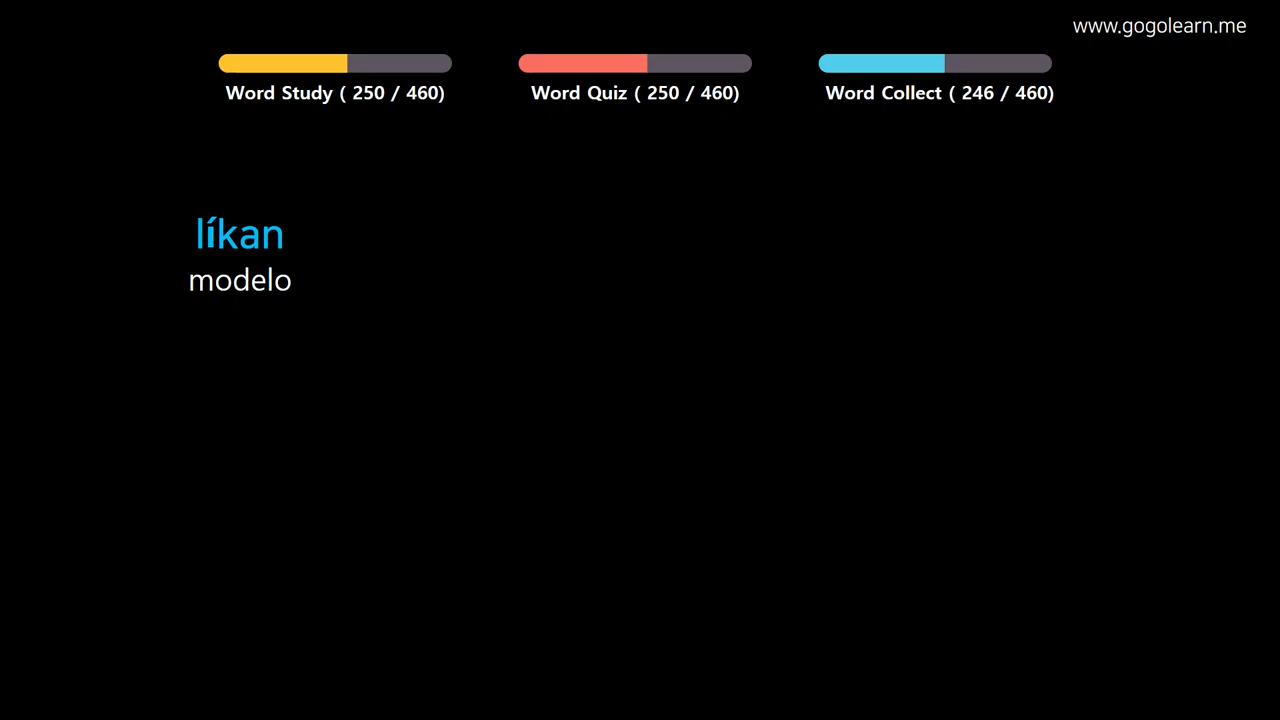 www.gogolearn.me
Word Study ( 250 / 460)
Word Quiz ( 250 / 460)
Word Collect ( 246 / 460)
líkan
modelo